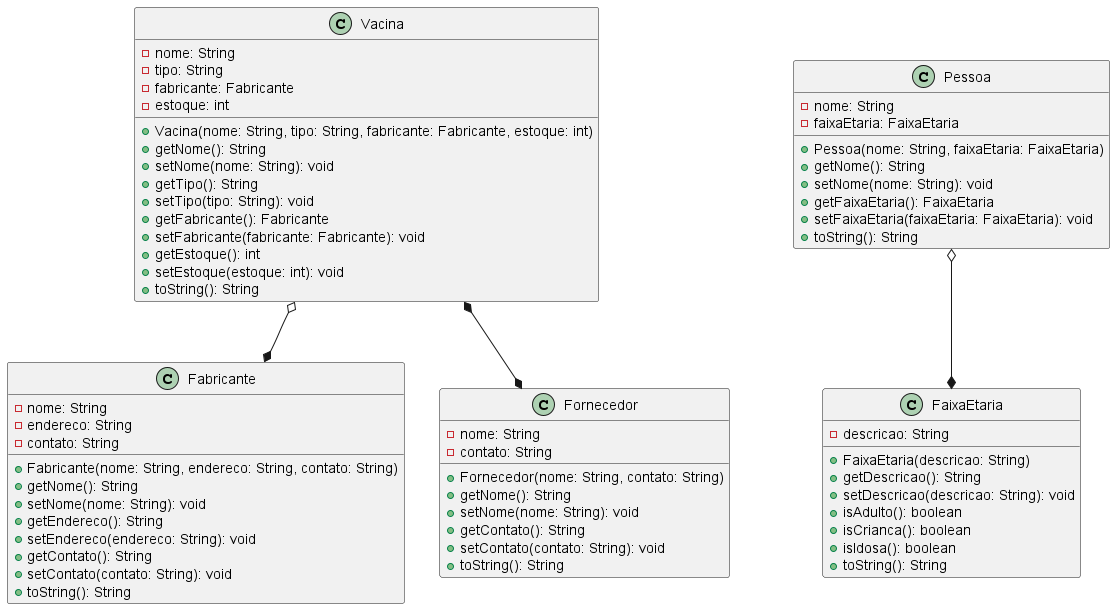 C Vacina
nome: String
tipo: String
fabricante: Fabricante
estoque: int
Vacina(nome: String, tipo: String, fabricante: Fabricante, estoque: int)
getNome(): String
setNome(nome: String): void
getTipo(): String
setTipo(tipo: String): void
getFabricante(): Fabricante
setFabricante(fabricante: Fabricante): void
getEstoque(): int
setEstoque(estoque: int): void
toString(): String
C Pessoa
nome: String
faixaEtaria: FaixaEtaria
Pessoa(nome: String, faixaEtaria: FaixaEtaria)
getNome(): String
setNome(nome: String): void
getFaixaEtaria(): FaixaEtaria
setFaixaEtaria(faixaEtaria: FaixaEtaria): void
toString(): String
C Fabricante
nome: String
endereco: String
contato: String
Fabricante(nome: String, endereco: String, contato: String)
getNome(): String
setNome(nome: String): void
getEndereco(): String
setEndereco(endereco: String): void
getContato(): String
setContato(contato: String): void
toString(): String
C Fornecedor
nome: String
contato: String
Fornecedor(nome: String, contato: String)
getNome(): String
setNome(nome: String): void
getContato(): String
setContato(contato: String): void
toString(): String
C FaixaEtaria
descricao: String
FaixaEtaria(descricao: String)
getDescricao(): String
setDescricao(descricao: String): void
isAdulto(): boolean
isCrianca(): boolean
isIdosa(): boolean
toString(): String